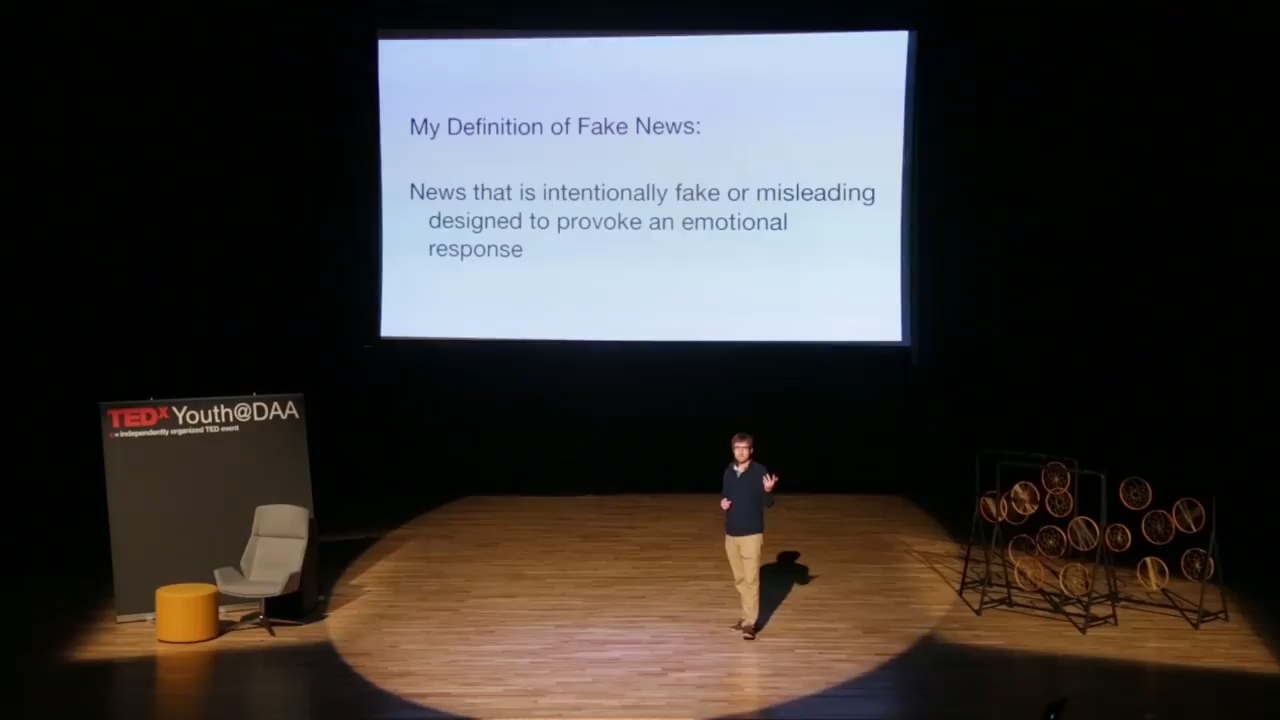 My Definition of Fake News:
News that is intentionally fake or misleading
designed to provoke an emotional
response
TEDx Youth@DAA
x = independently organized TED event